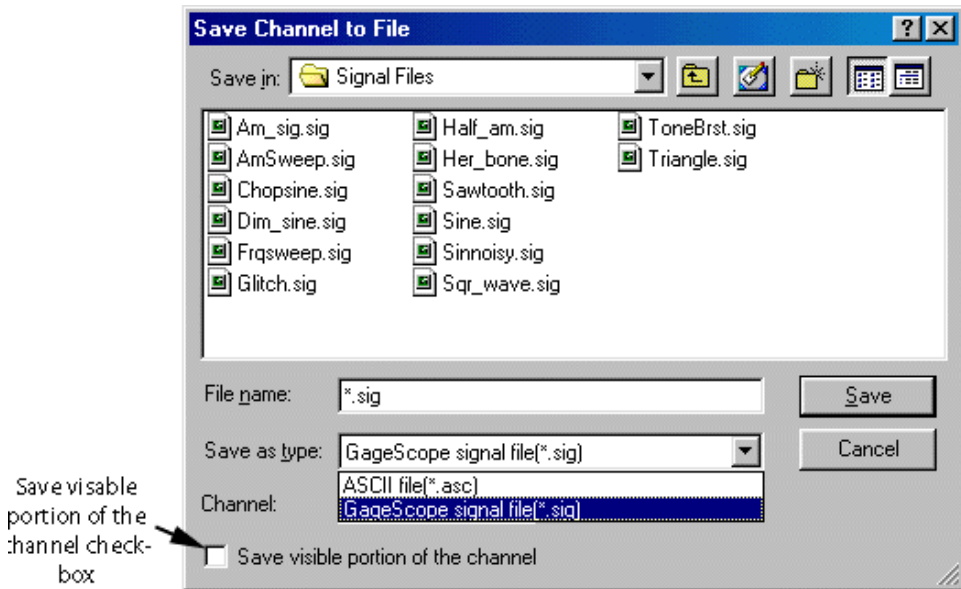 Save Channel to File
Save in: Signal Files
Am_sig.sig
AmSweep.sig
Chopsine.sig
Dim_sine.sig
Frqsweep.sig
Glitch.sig
Half_am.sig
Her_bone.sig
Sawtooth.sig
Sine.sig
Sinnoisy.sig
Sqr_wave.sig
ToneBrst.sig
Triangle.sig
File name: *.sig
Save
Save as type: GageScope signal file(*.sig)
Cancel
ASCII file(*.asc)
Channel:
GageScope signal file(*.sig)
Save visible portion of the channel
Save visable
portion of the
channel check-
box